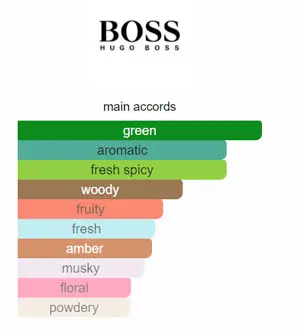 BOSS
HUGO BOSS
main accords
green
aromatic
fresh spicy
woody
fruity
fresh
amber
musky
floral
powdery